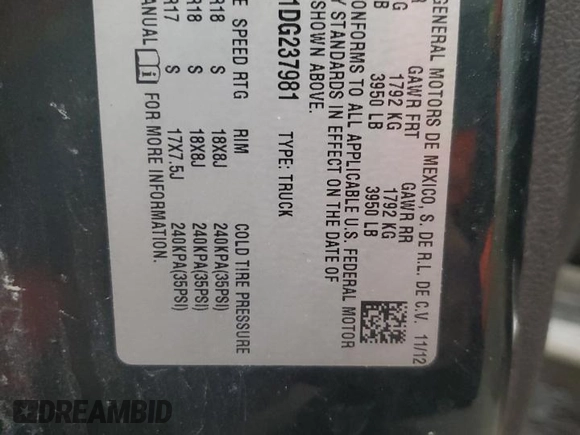 GENERAL MOTORS DE MEXICO, S. DE R.L. DE C.V. 11/12
GAWR FRT GAWR RR
1792 KG 1792 KG
3950 LB 3950 LB
CONFORMS TO ALL APPLICABLE U.S. FEDERAL MOTOR
STANDARDS IN EFFECT ON THE DATE OF
SHOWN ABOVE.
1DG237981 TYPE: TRUCK
SPEED RTG RIM COLD TIRE PRESSURE
R18 S 18X8J 240KPA(35PSI)
R18 S 18X8J 240KPA(35PSI)
R17 S 17X7.5J 240KPA(35PSI)
MANUAL FOR MORE INFORMATION.
DREAMBID